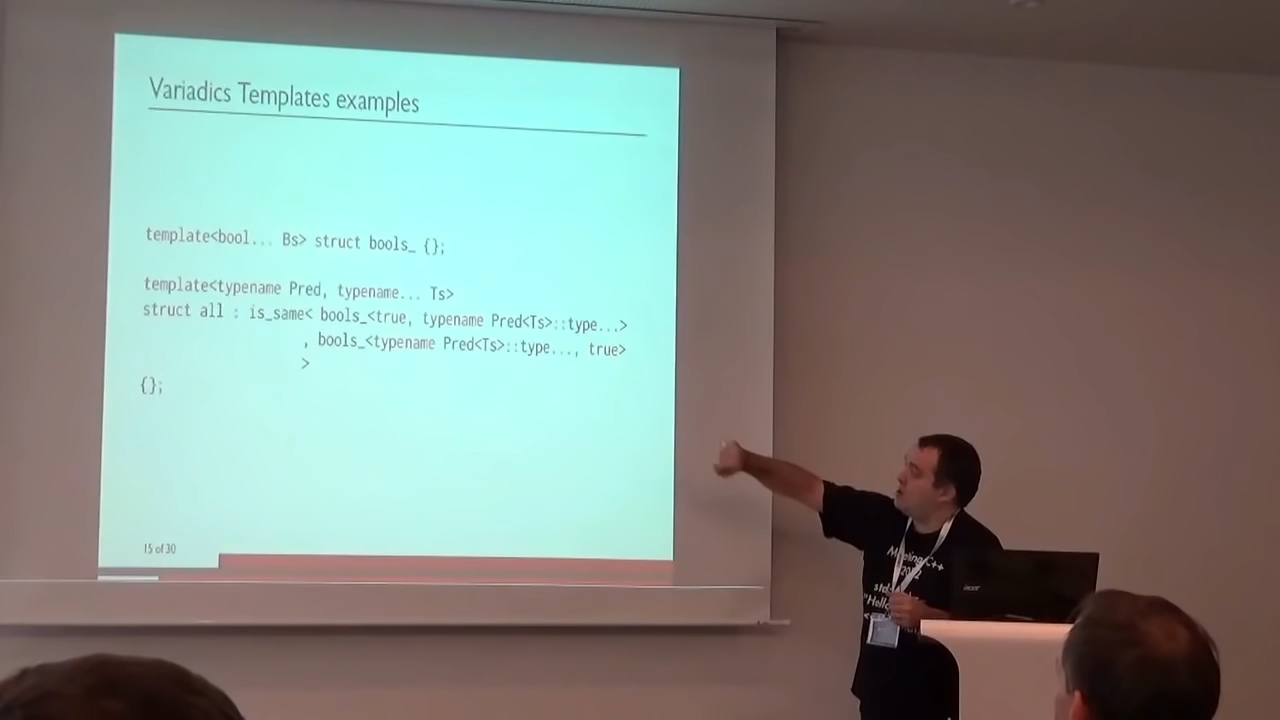 Variadics Templates examples
template<bool... Bs> struct bools_ {};
template<typename Pred, typename... Ts>
struct all : is_same< bools_<true, typename Pred<Ts>::type...>
, bools_<typename Pred<Ts>::type..., true>
>
{};
15 of 30
acer